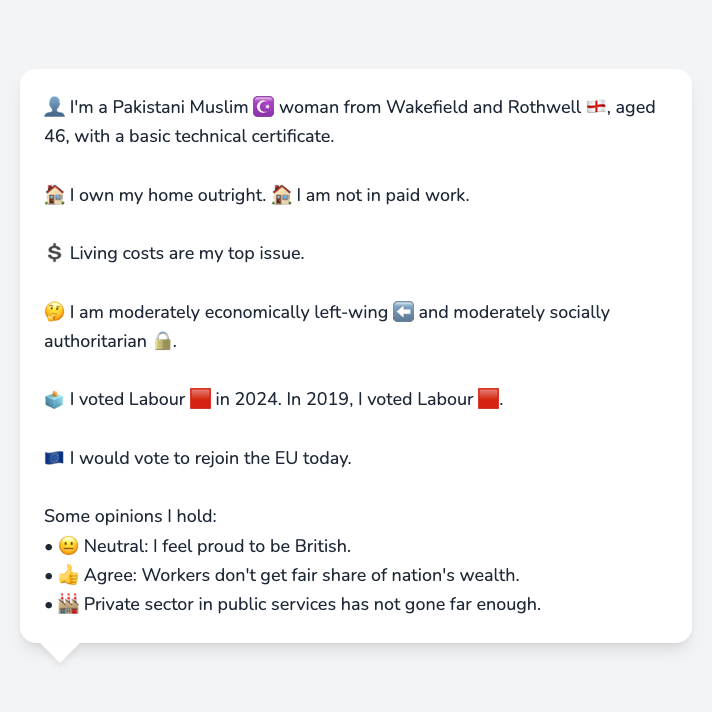 👤 I'm a Pakistani Muslim ☪️ woman from Wakefield and Rothwell 🏴󠁧󠁢󠁥󠁮󠁧󠁿, aged
46, with a basic technical certificate.
🏠 I own my home outright. 🏠 I am not in paid work.
💲 Living costs are my top issue.
🤔 I am moderately economically left-wing ⬅️ and moderately socially
authoritarian 🔒.
🗳️ I voted Labour 🟥 in 2024. In 2019, I voted Labour 🟥.
🇪🇺 I would vote to rejoin the EU today.
Some opinions I hold:
• 😐 Neutral: I feel proud to be British.
• 👍 Agree: Workers don't get fair share of nation's wealth.
• 🏭 Private sector in public services has not gone far enough.